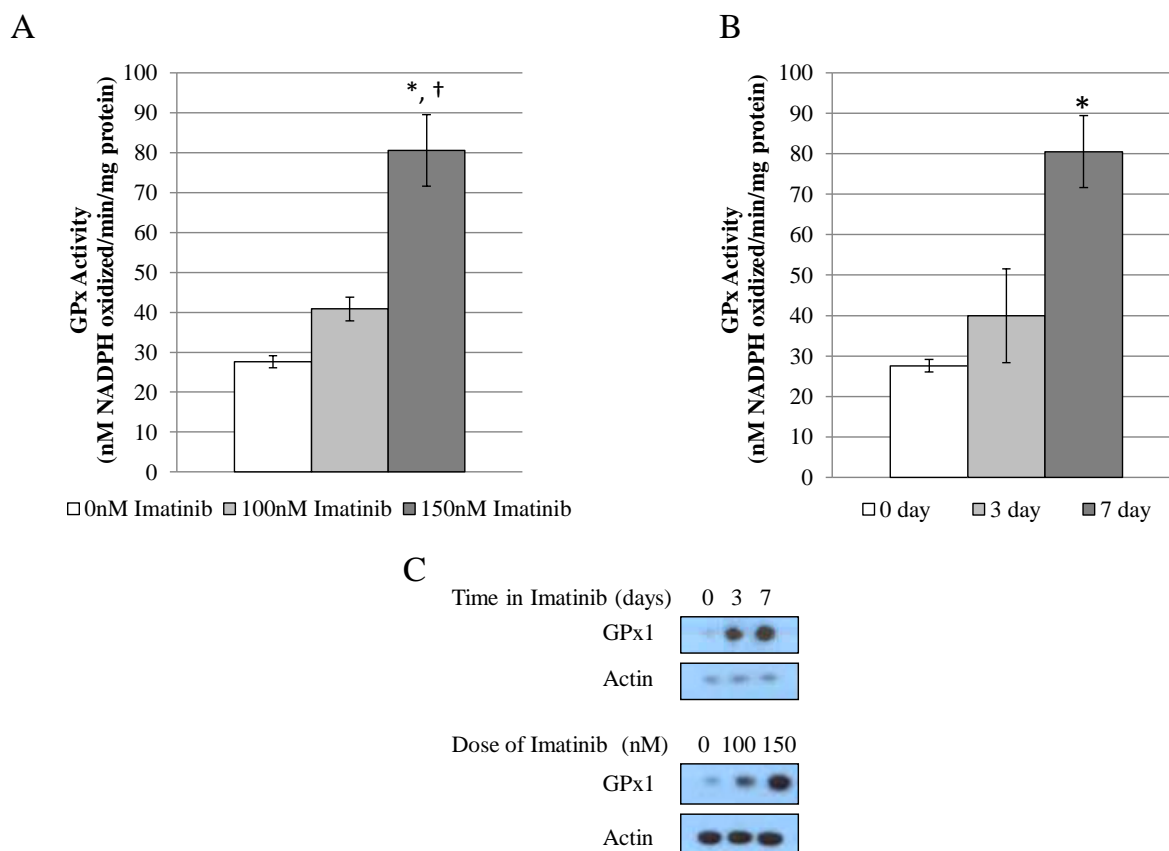 A
GPx Activity
(nM NADPH oxidized/min/mg protein)
100
90
80
70
60
50
40
30
20
10
0
*, †
0nM Imatinib 100nM Imatinib 150nM Imatinib
B
GPx Activity
(nM NADPH oxidized/min/mg protein)
100
90
80
70
60
50
40
30
20
10
0
*
0 day 3 day 7 day
C
Time in Imatinib (days) 0 3 7
GPx1
Actin
Dose of Imatinib (nM) 0 100 150
GPx1
Actin